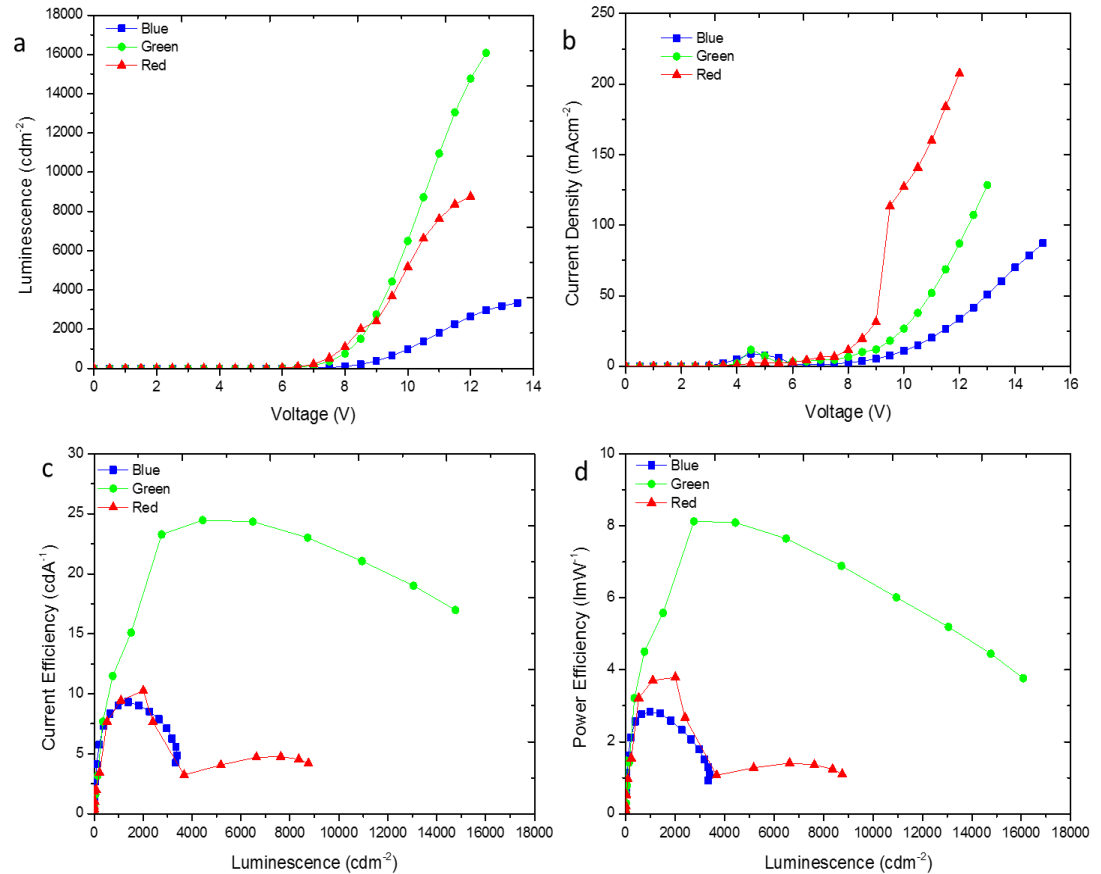 a
Blue
Green
Red
18000
16000
14000
12000
10000
8000
6000
4000
2000
0
Luminescence (cdm-2)
0 2 4 6 8 10 12 14
Voltage (V)
b
Blue
Green
Red
250
200
150
100
50
0
Current Density (mAcm-2)
0 2 4 6 8 10 12 14 16
Voltage (V)
c
Blue
Green
Red
30
25
20
15
10
5
0
Current Efficiency (cdA-1)
0 2000 4000 6000 8000 10000 12000 14000 16000 18000
Luminescence (cdm-2)
d
Blue
Green
Red
10
8
6
4
2
0
Power Efficiency (lmW-1)
0 2000 4000 6000 8000 10000 12000 14000 16000 18000
Luminescence (cdm-2)